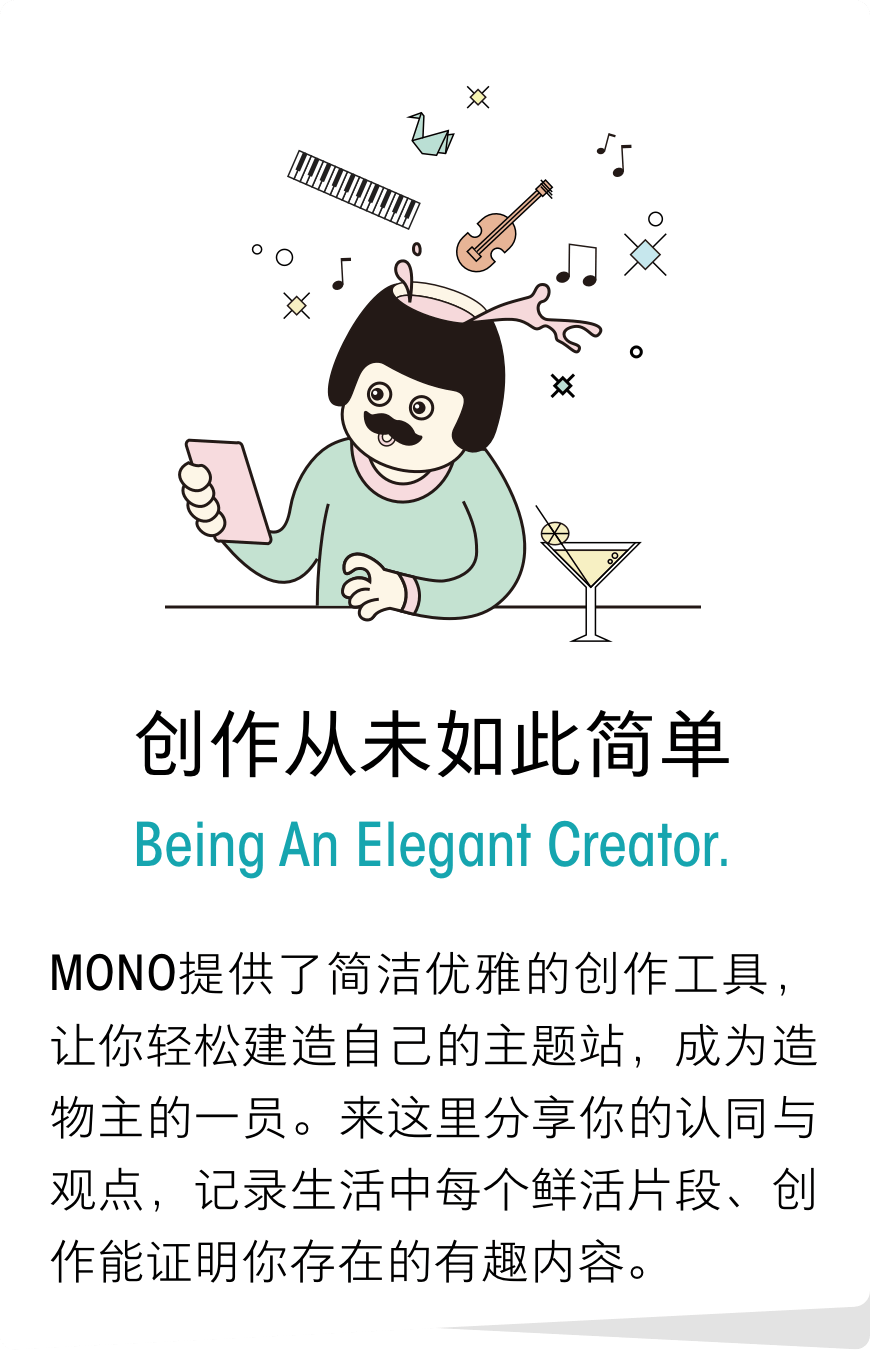 创作从未如此简单
Being An Elegant Creator.
MONO提供了简洁优雅的创作工具，
让你轻松建造自己的主题站，成为造
物主的一员。来这里分享你的认同与
观点，记录生活中每个鲜活片段、创
作能证明你存在的有趣内容。